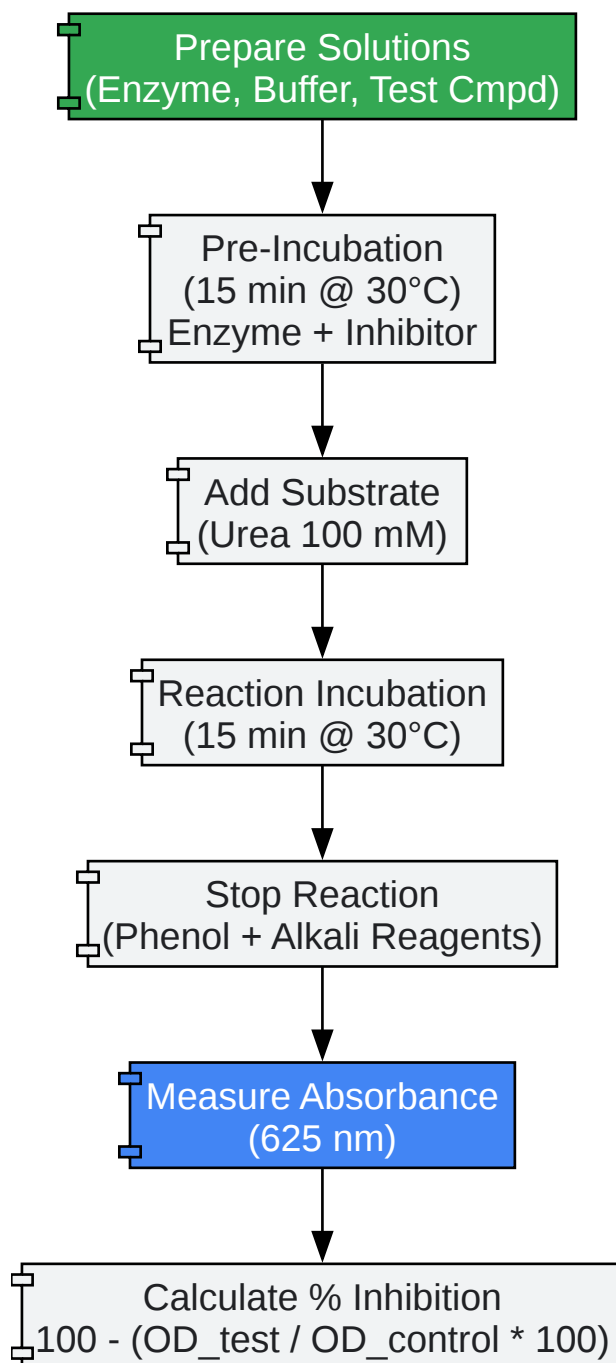 Prepare Solutions
(Enzyme, Buffer, Test Cmpd)
Pre-Incubation
(15 min @ 30°C)
Enzyme + Inhibitor
Add Substrate
(Urea 100 mM)
Reaction Incubation
(15 min @ 30°C)
Stop Reaction
(Phenol + Alkali Reagents)
Measure Absorbance
(625 nm)
Calculate % Inhibition
100 - (OD_test / OD_control * 100)